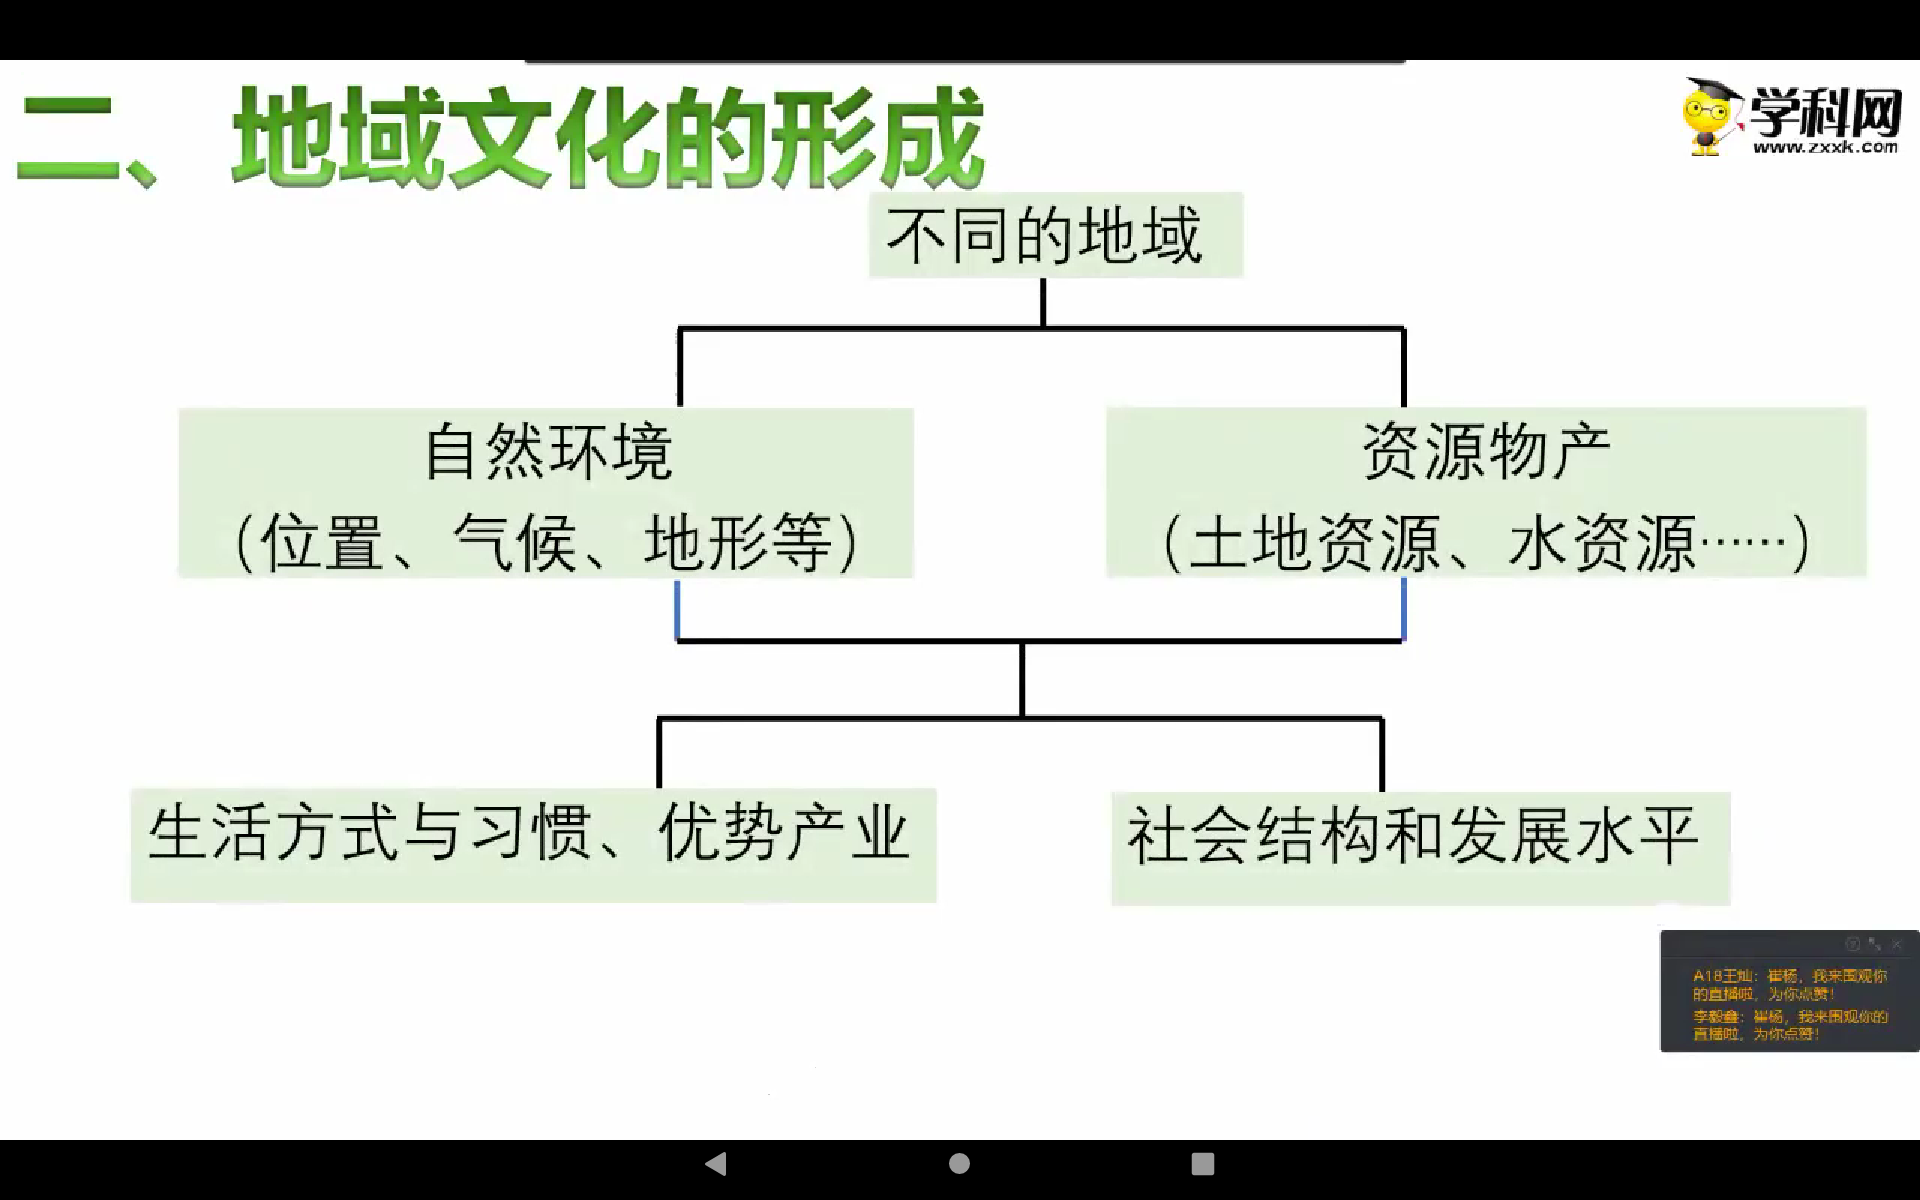 二、地域文化的形成
学科网
www.zxxk.com
不同的地域
自然环境
（位置、气候、地形等）
资源物产
（土地资源、水资源……）
生活方式与习惯、优势产业
社会结构和发展水平
A18王灿：崔杨，我来围观你
的直播啦，为你点赞！
李毅鑫：崔杨，我来围观你的
直播啦，为你点赞！